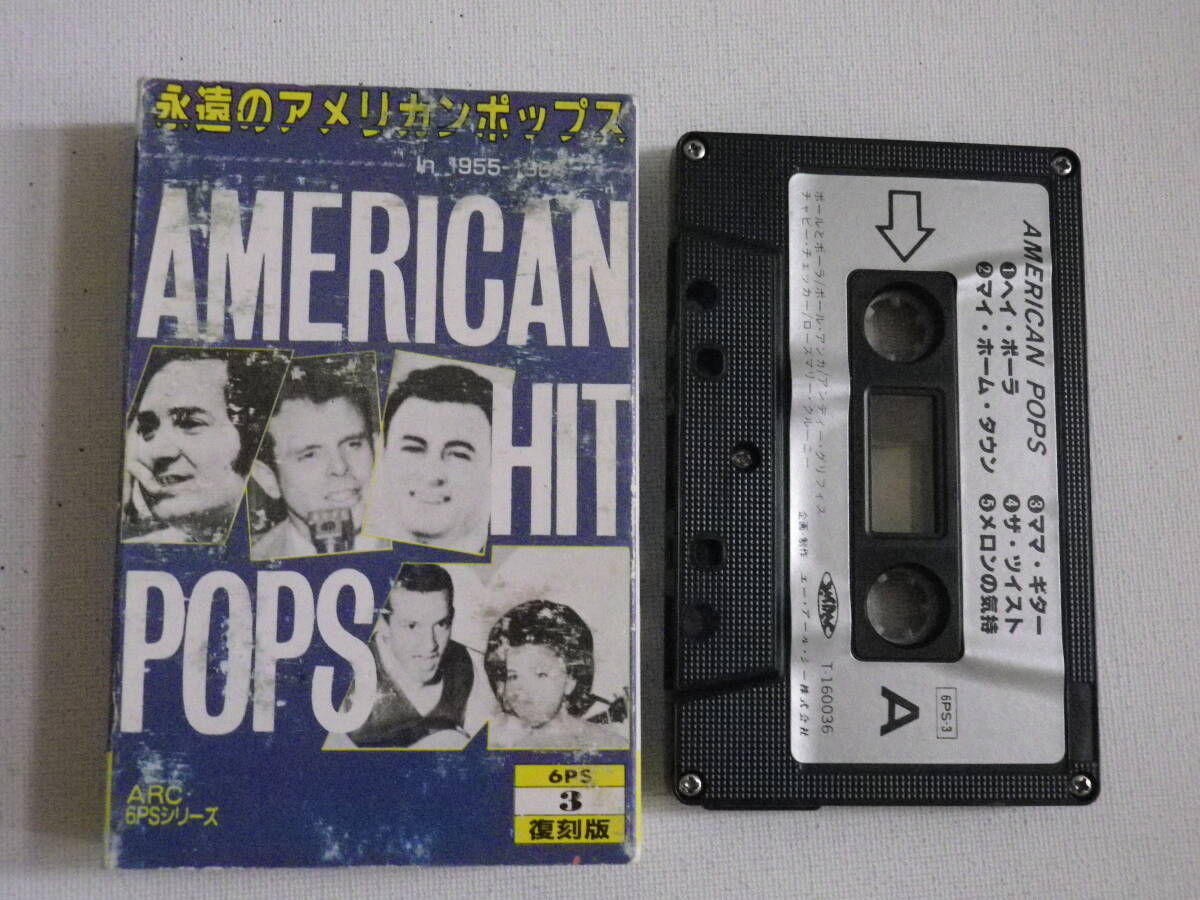 永遠のアメリカンポップス
In 1955-196
AMERICAN
HIT
POPS
ARC
6PSシリーズ
6PS
3
復刻版
AMERICAN POPS
❶ヘイ・ポーラ
❷マイ・ホーム・タウン
❸ママ・ギター
❹ザ・ツイスト
❺メロンの気持
A
6PS-3
ポールとポーラ/ポール・アンカ/アンディー・グリフィス
チャビー・チェッカー/ローズマリー・クルーニー
企画 制作 エー・アール・シー株式会社
T-160036